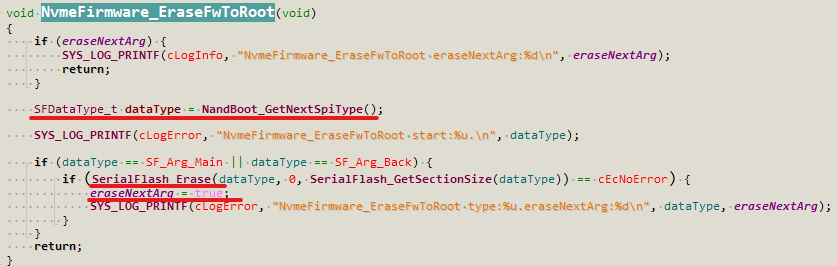 void NvmeFirmware_EraseFwToRoot(void)
{
    if (eraseNextArg) {
        SYS_LOG_PRINTF(cLogInfo, "NvmeFirmware_EraseFwToRoot eraseNextArg:%d\n", eraseNextArg);
        return;
    }
    SFDataType_t dataType = NandBoot_GetNextSpiType();
    SYS_LOG_PRINTF(cLogError, "NvmeFirmware_EraseFwToRoot start:%u.\n", dataType);
    if (dataType == SF_Arg_Main || dataType == SF_Arg_Back) {
        if (SerialFlash_Erase(dataType, 0, SerialFlash_GetSectionSize(dataType)) == cEcNoError) {
            eraseNextArg = true;
            SYS_LOG_PRINTF(cLogError, "NvmeFirmware_EraseFwToRoot type:%u.eraseNextArg:%d\n", dataType, eraseNextArg);
        }
    }
    return;
}